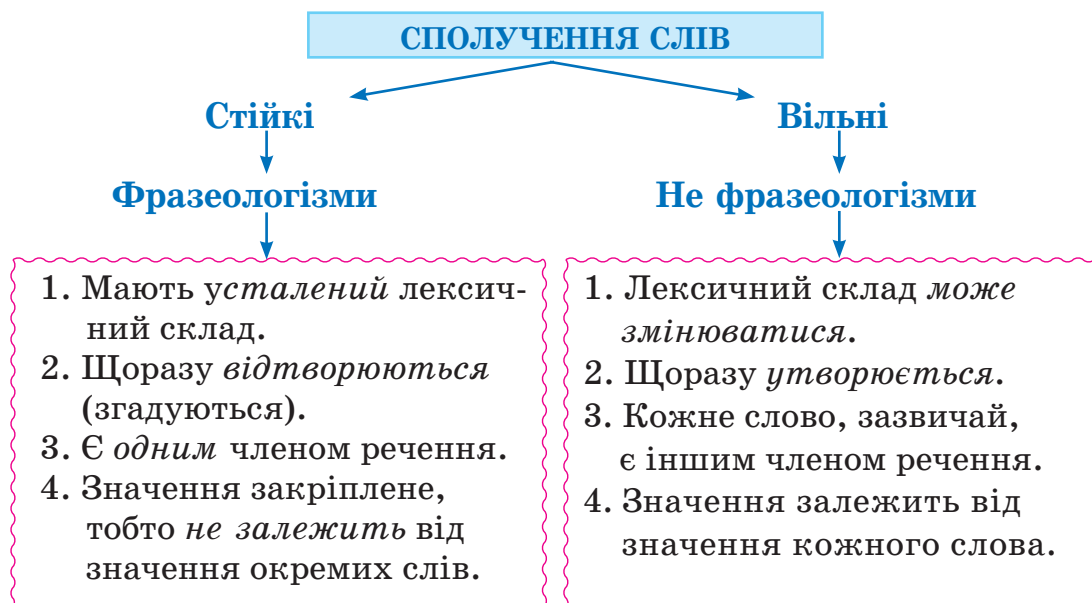 СПОЛУЧЕННЯ СЛІВ
Стійкі
Вільні
Фразеологізми
Не фразеологізми
1. Мають усталений лексич-
ний склад.
2. Щоразу відтворюються
(згадуються).
3. Є одним членом речення.
4. Значення закріплене,
тобто не залежить від
значення окремих слів.
1. Лексичний склад може
змінюватися.
2. Щоразу утворюється.
3. Кожне слово, зазвичай,
є іншим членом речення.
4. Значення залежить від
значення кожного слова.